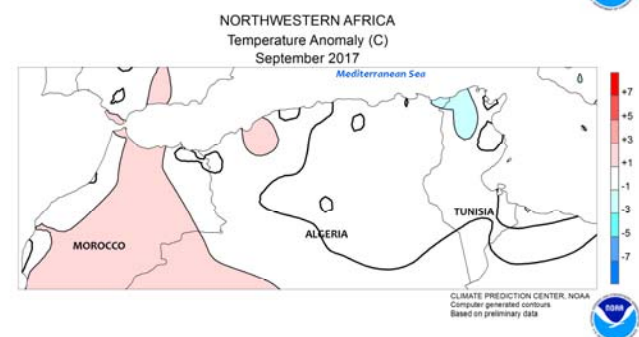 NORTHWESTERN AFRICA
Temperature Anomaly (C)
September 2017
Mediterranean Sea
+7
+5
+3
+1
-1
-3
-5
-7
MOROCCO
ALGERIA
TUNISIA
CLIMATE PREDICTION CENTER, NOAA
Computer generated contours
Based on preliminary data
NOAA